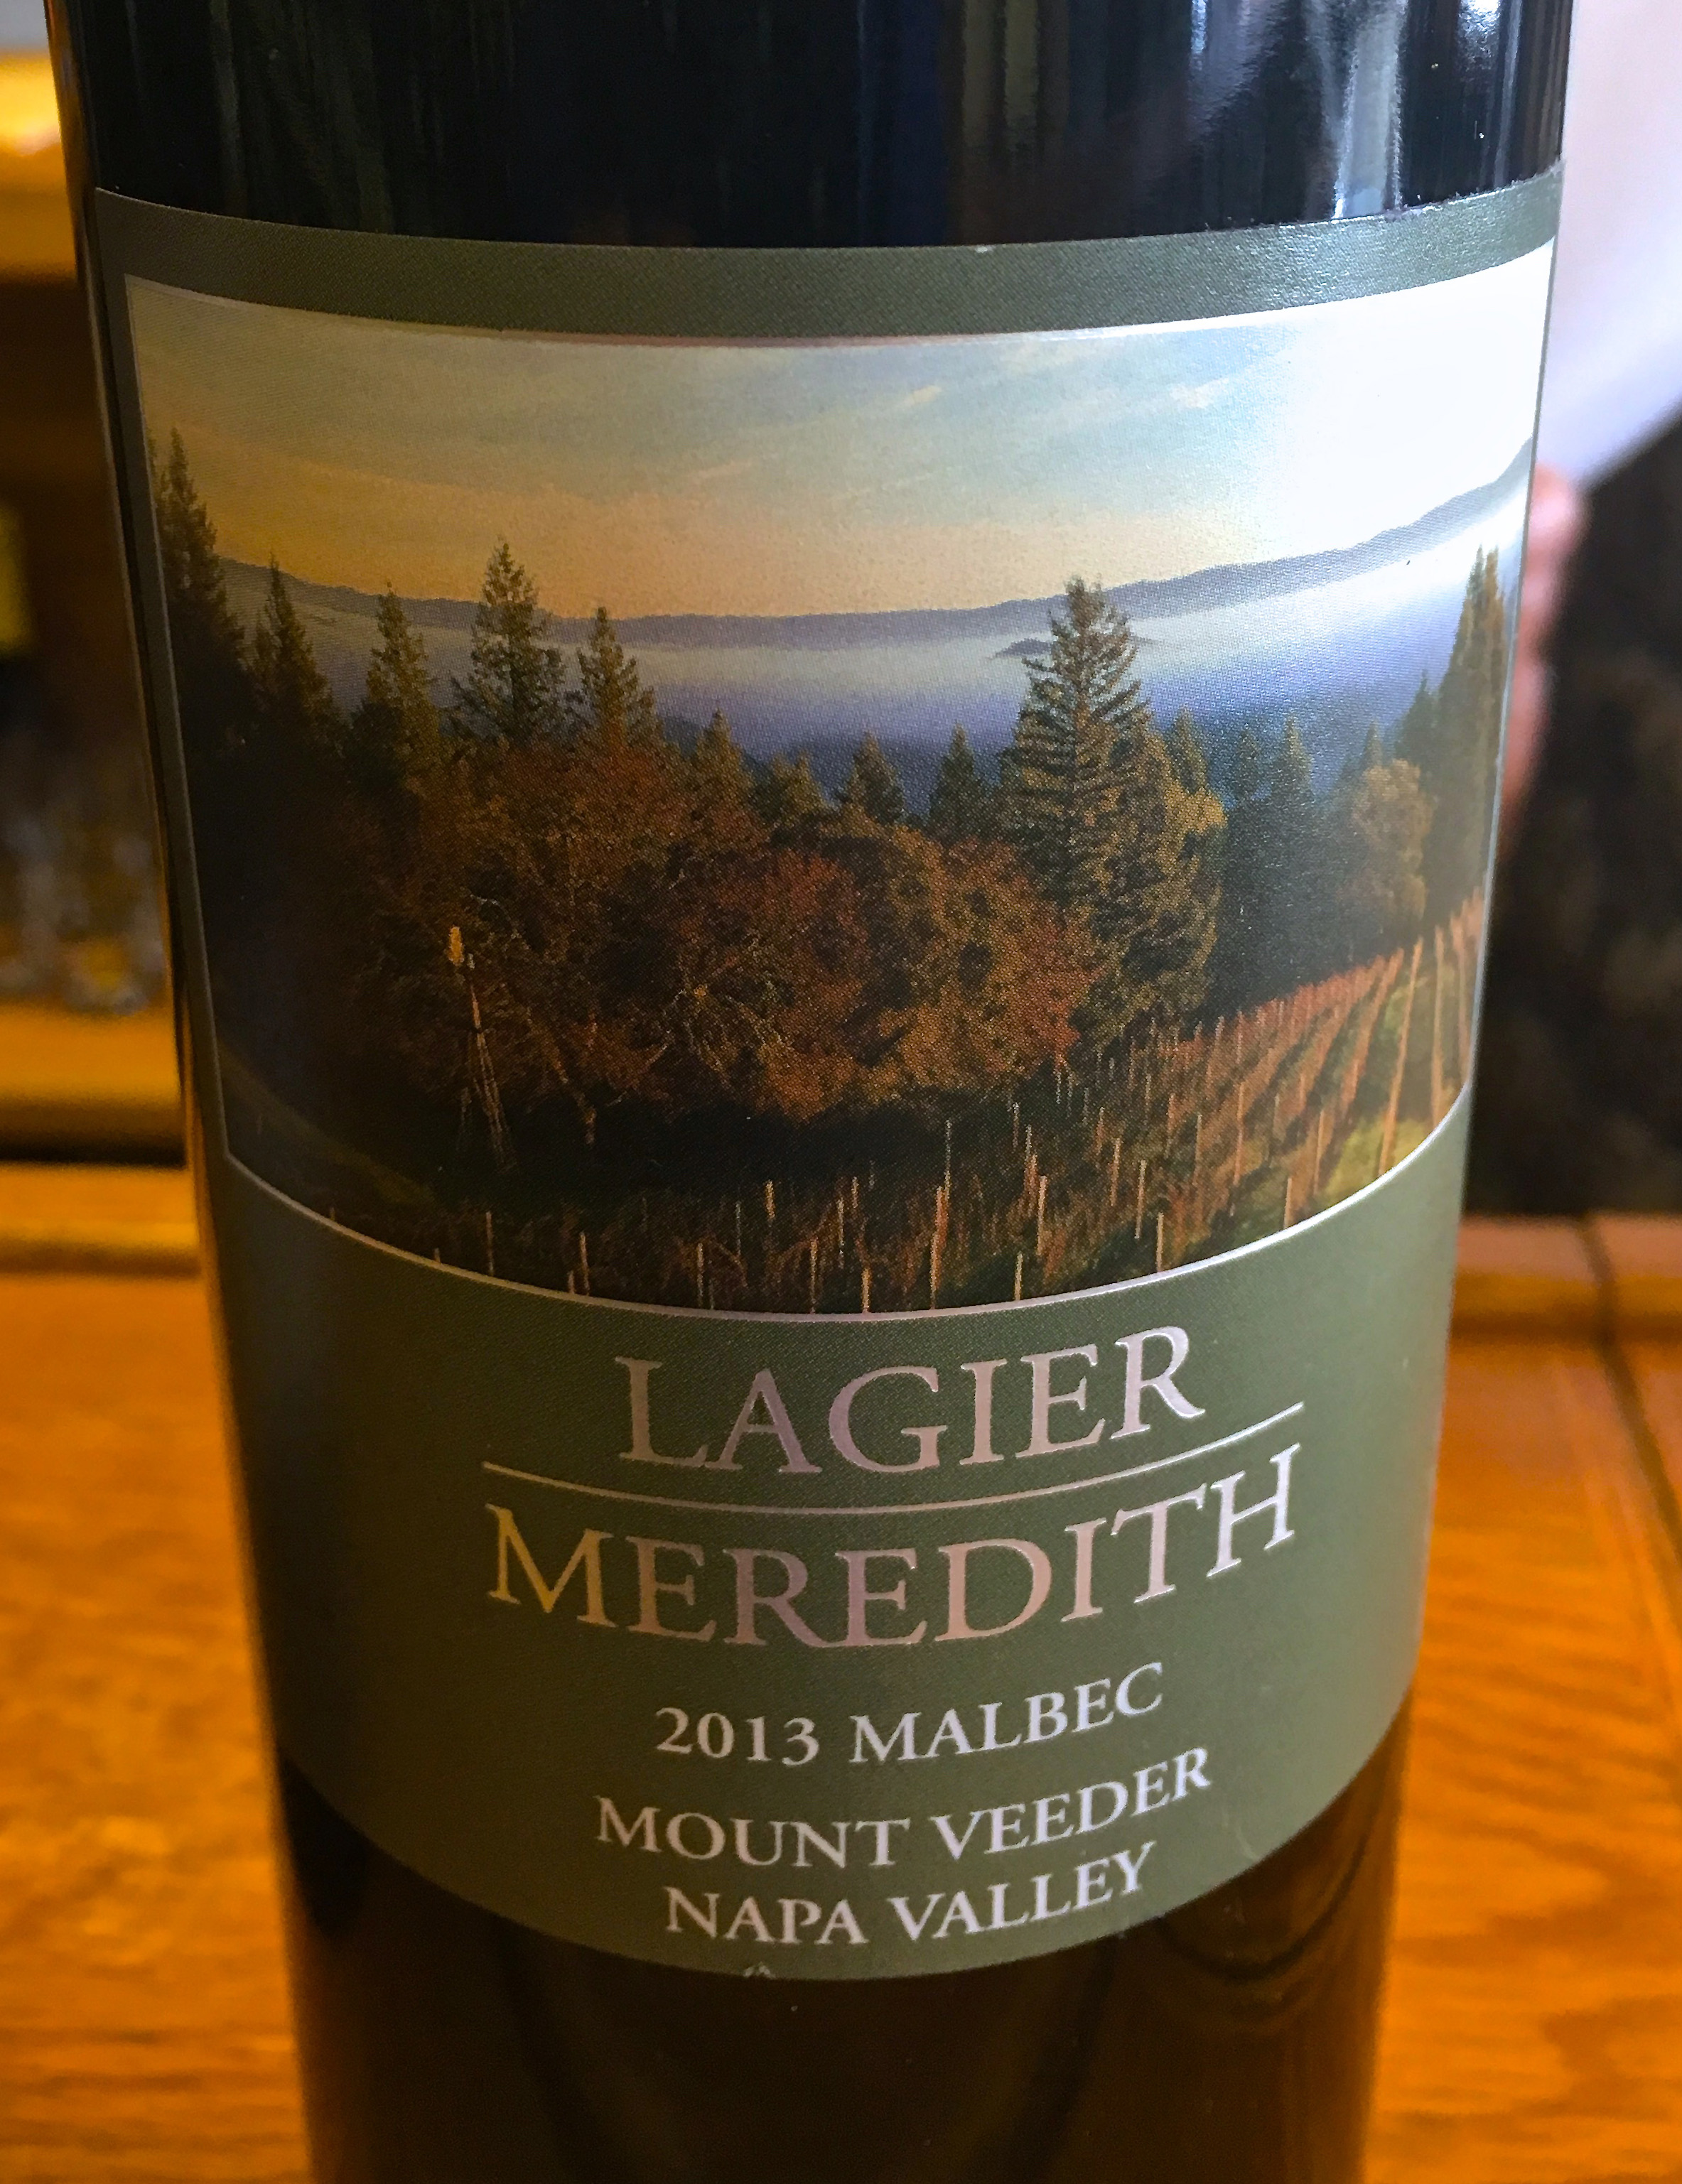 LAGIER
MEREDITH
2013 MALBEC
MOUNT VEEDER
NAPA VALLEY